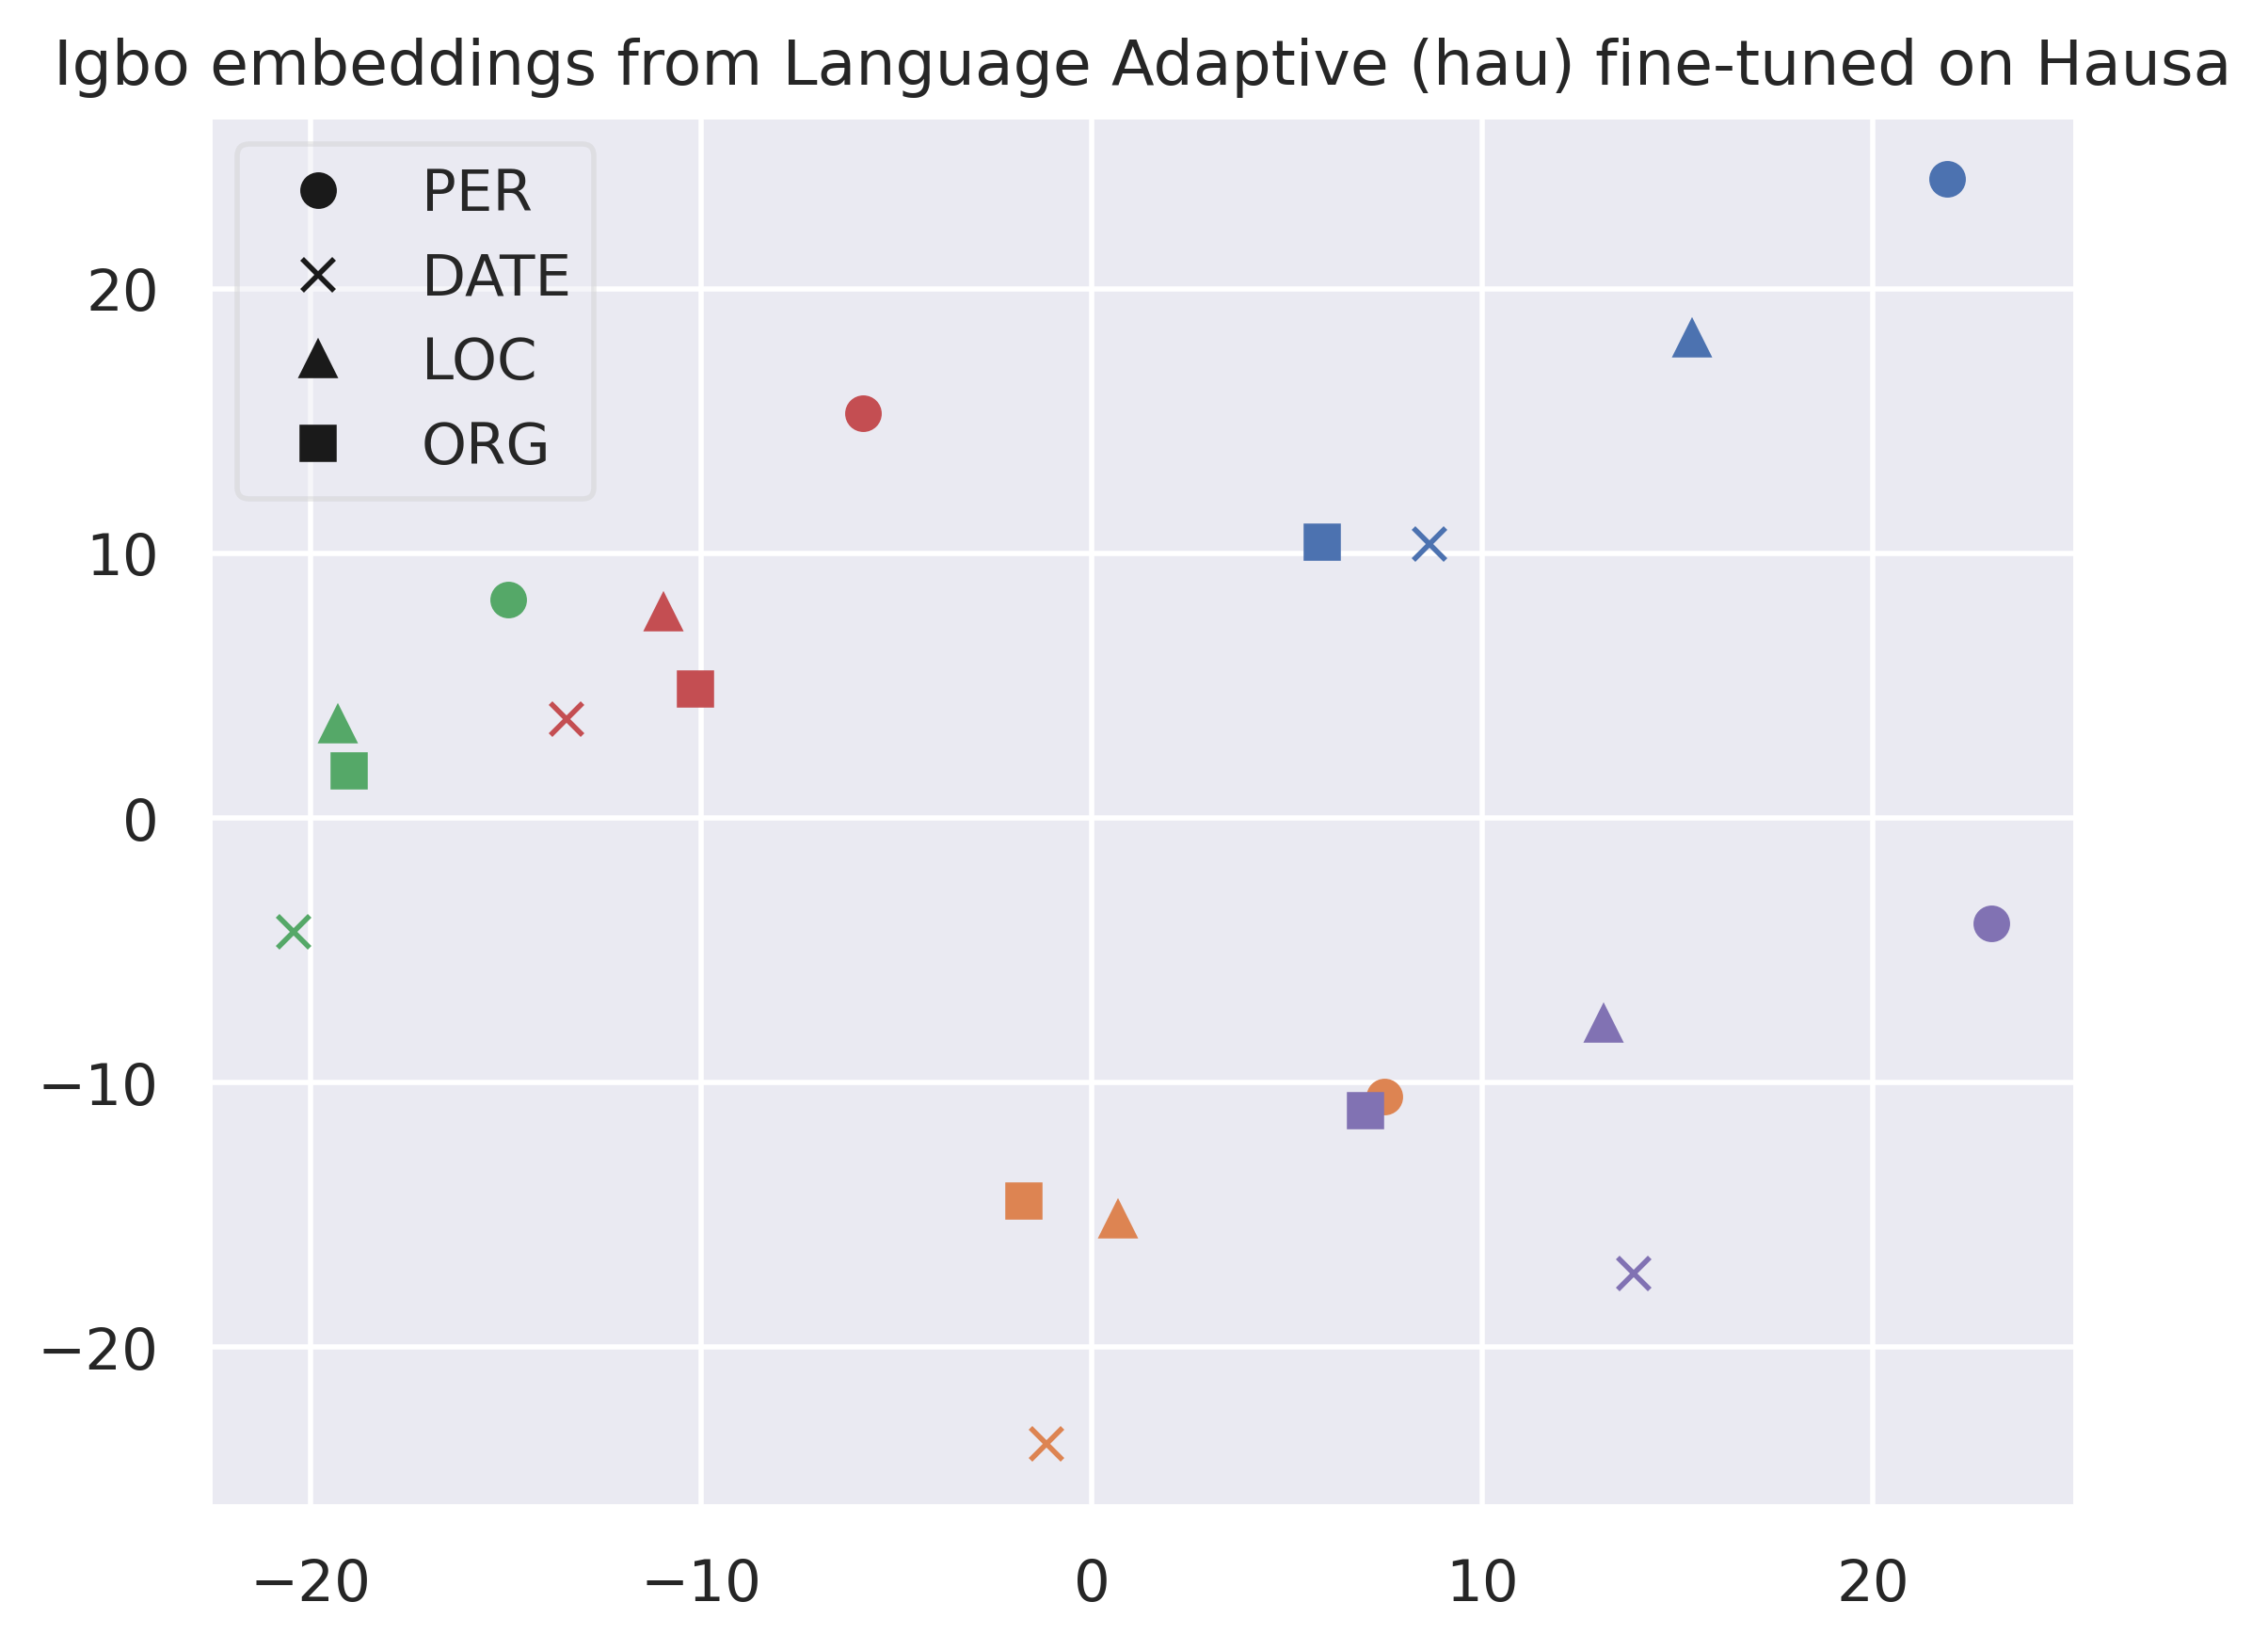 Igbo embeddings from Language Adaptive (hau) fine-tuned on Hausa
PER
DATE
LOC
ORG
20
10
0
−10
−20
−20 −10 0 10 20